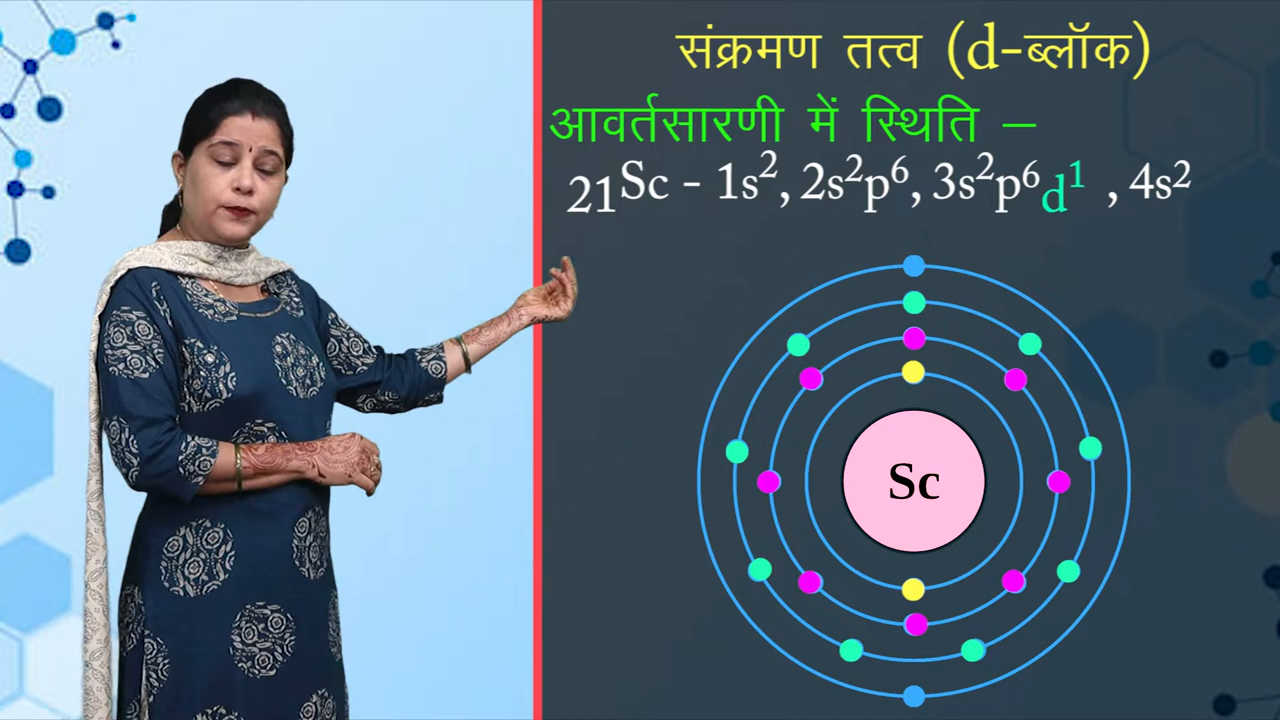 संक्रमण तत्व (d-ब्लॉक)
आवर्तसारणी में स्थिति –
₂₁Sc - 1s², 2s²p⁶, 3s²p⁶d¹ , 4s²
Sc